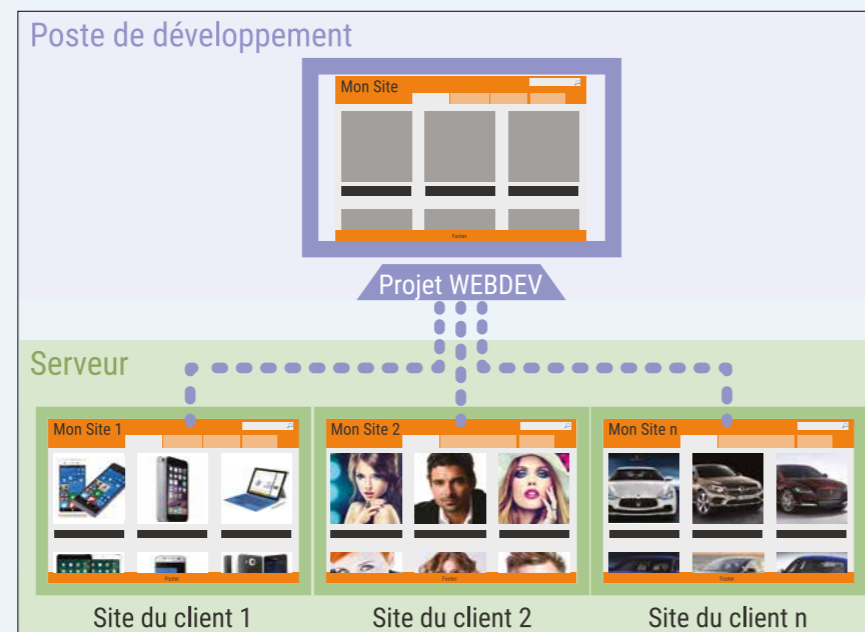 Poste de développement
Mon Site
Footer
Projet WEBDEV
Serveur
Mon Site 1
Mon Site 2
Mon Site n
Footer
Footer
Footer
Site du client 1
Site du client 2
Site du client n